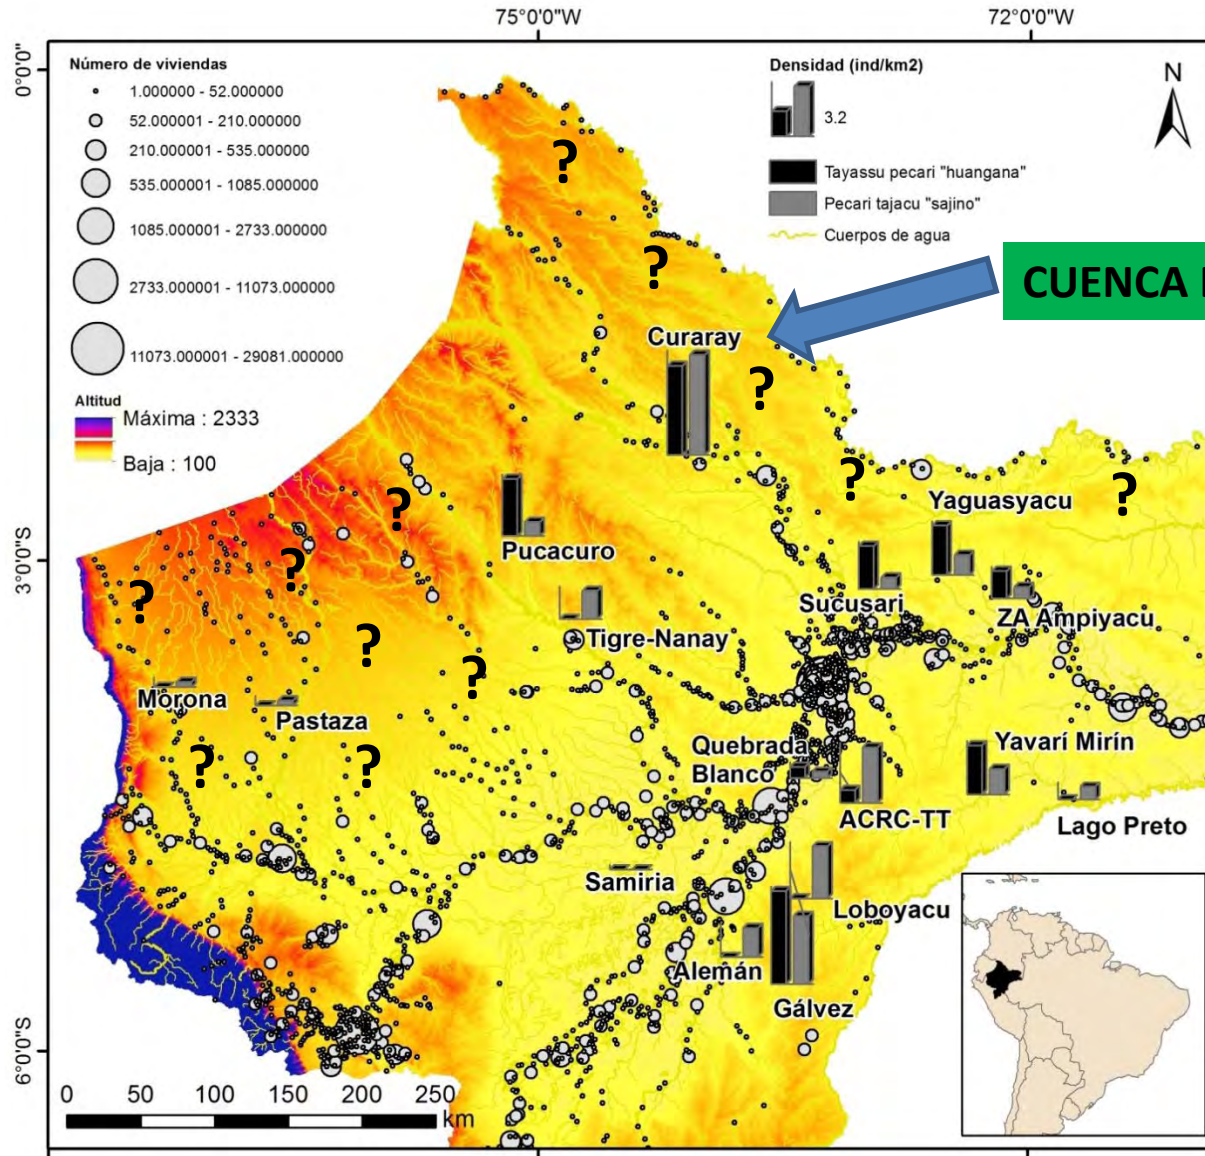 75°0'0"W
72°0'0"W
0°0'0"
3°0'0"S
6°0'0"S
Número de viviendas
1.000000 - 52.000000
52.000001 - 210.000000
210.000001 - 535.000000
535.000001 - 1085.000000
1085.000001 - 2733.000000
2733.000001 - 11073.000000
11073.000001 - 29081.000000
Altitud
Máxima : 2333
Baja : 100
Densidad (ind/km2)
3.2
Tayassu pecari "huangana"
Pecari tajacu "sajino"
Cuerpos de agua
N
CUENCA
?
?
Curaray
?
?
?
?
Yaguasyacu
Pucacuro
?
?
Sucusari
ZA Ampiyacu
Tigre-Nanay
?
?
Morona
Pastaza
?
?
Quebrada
Blanco
Yavarí Mirín
ACRC-TT
Lago Preto
Samiria
Loboyacu
Alemán
Gálvez
0 50 100 150 200 250
km